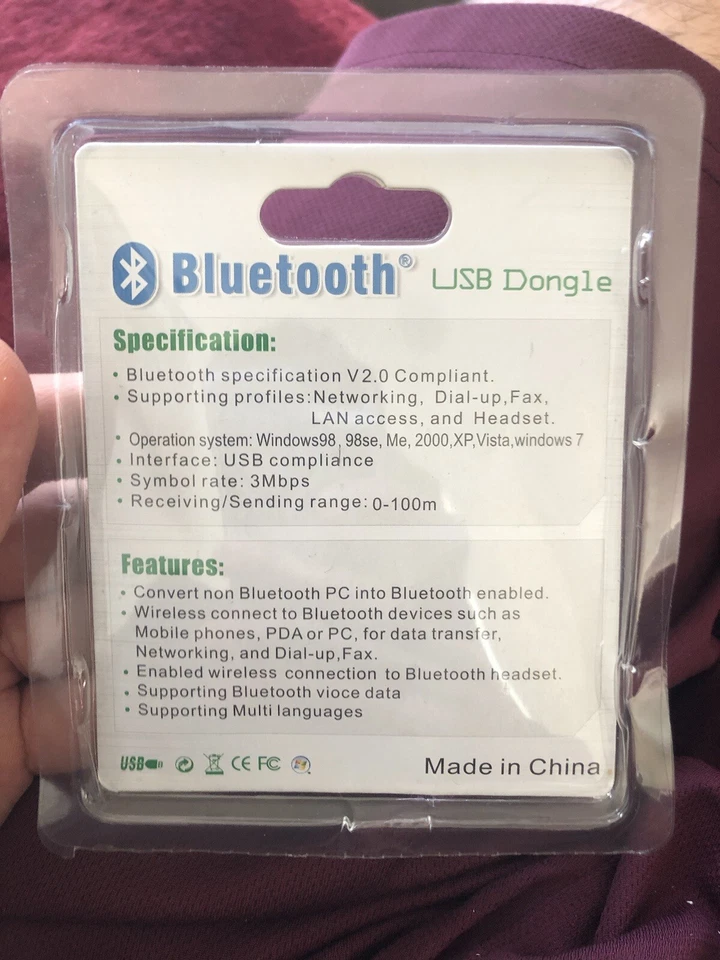 Bluetooth® USB Dongle
Specification:
• Bluetooth specification V2.0 Compliant.
• Supporting profiles:Networking, Dial-up,Fax,
LAN access, and Headset.
• Operation system: Windows98, 98se, Me, 2000,XP,Vista,windows 7
• Interface: USB compliance
• Symbol rate: 3Mbps
• Receiving/Sending range: 0-100m
Features:
• Convert non Bluetooth PC into Bluetooth enabled.
• Wireless connect to Bluetooth devices such as
Mobile phones, PDA or PC, for data transfer,
Networking, and Dial-up,Fax.
• Enabled wireless connection to Bluetooth headset.
• Supporting Bluetooth vioce data
• Supporting Multi languages
USB CE FC Made in China